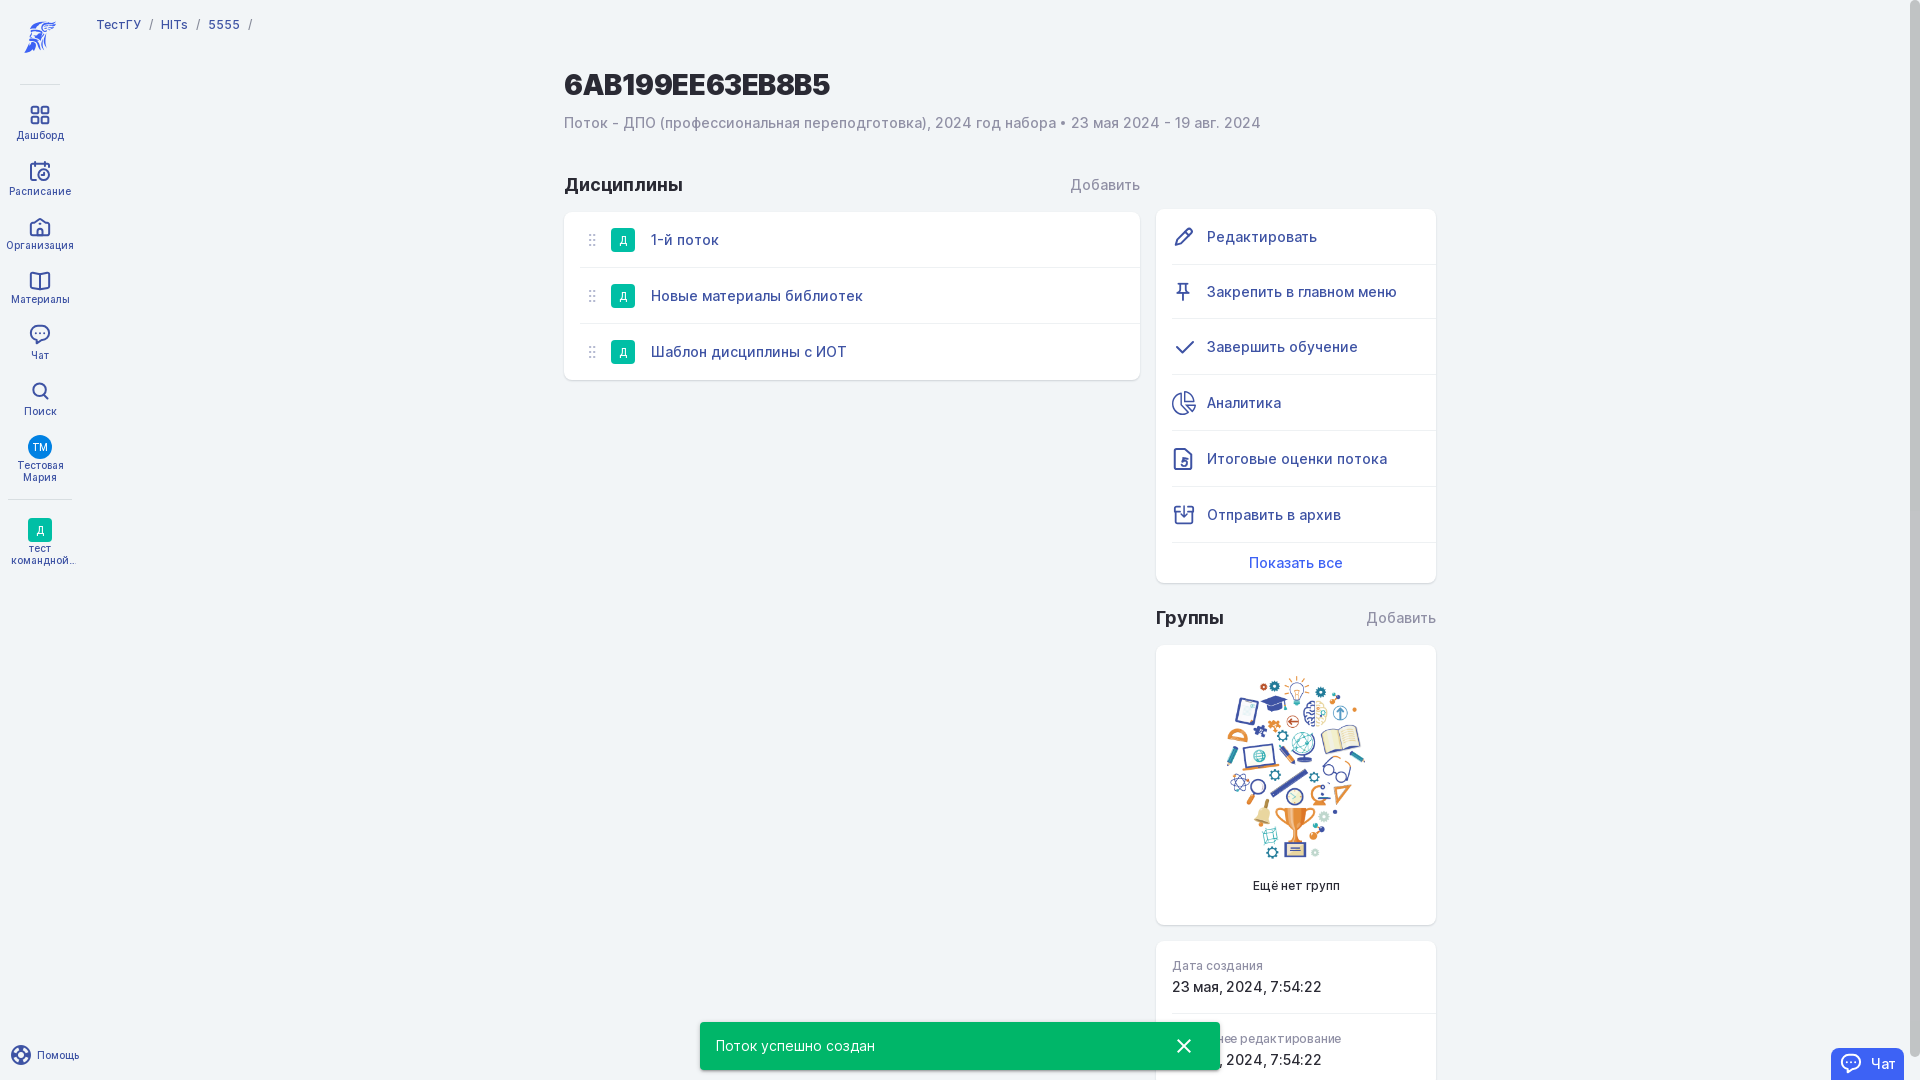 ТестГУ / HITs / 5555 /
6AB199EE63EB8B5
Поток - ДПО (профессиональная переподготовка), 2024 год набора • 23 мая 2024 - 19 авг. 2024
Дашборд
Расписание
Организация
Материалы
Чат
Поиск
ТМ
Тестовая
Мария
Д
тест
командной...
Помощь
Дисциплины
Добавить
Д 1-й поток
Д Новые материалы библиотек
Д Шаблон дисциплины с ИОТ
Редактировать
Закрепить в главном меню
Завершить обучение
Аналитика
5 Итоговые оценки потока
Отправить в архив
Показать все
Группы
Добавить
Ещё нет групп
Дата создания
23 мая, 2024, 7:54:22
нее редактирование
, 2024, 7:54:22
Поток успешно создан
Чат